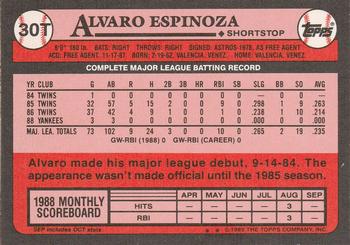 30T
ALVARO ESPINOZA
SHORTSTOP
Topps
6'0" 160 lbs. BATS: RIGHT THROWS: RIGHT SIGNED: ASTROS-1978, AS FREE AGENT
ACQ: FREE AGENT, 11-17-87 BORN: 2-19-62, VALENCIA, VENEZ. HOME: VALENCIA, VENEZ.
COMPLETE MAJOR LEAGUE BATTING RECORD
YR CLUB G AB R H 2B 3B HR RBI SB SLG BB SO AVG
84 TWINS 1 0 0 0 0 0 0 0 0 .--- 0 0 .---
85 TWINS 32 57 5 15 2 0 0 9 0 .298 1 9 .263
86 TWINS 37 42 4 9 1 0 0 1 0 .238 1 10 .214
88 YANKEES 3 3 0 0 0 0 0 0 0 .000 0 0 .000
MAJ. LEA. TOTALS 73 102 9 24 3 0 0 10 0 .265 2 19 .235
GW-RBI (1988) 0 GW-RBI (CAREER) 0
Alvaro made his major league debut, 9-14-84. The
appearance wasn't made official until the 1985 season.
1988 MONTHLY
SCOREBOARD
APR MAY JUN JUL AUG SEP
HITS - - - - 3 -
RBI - - - - 3 -
SEP includes OCT stats
© 1989 THE TOPPS COMPANY, INC.